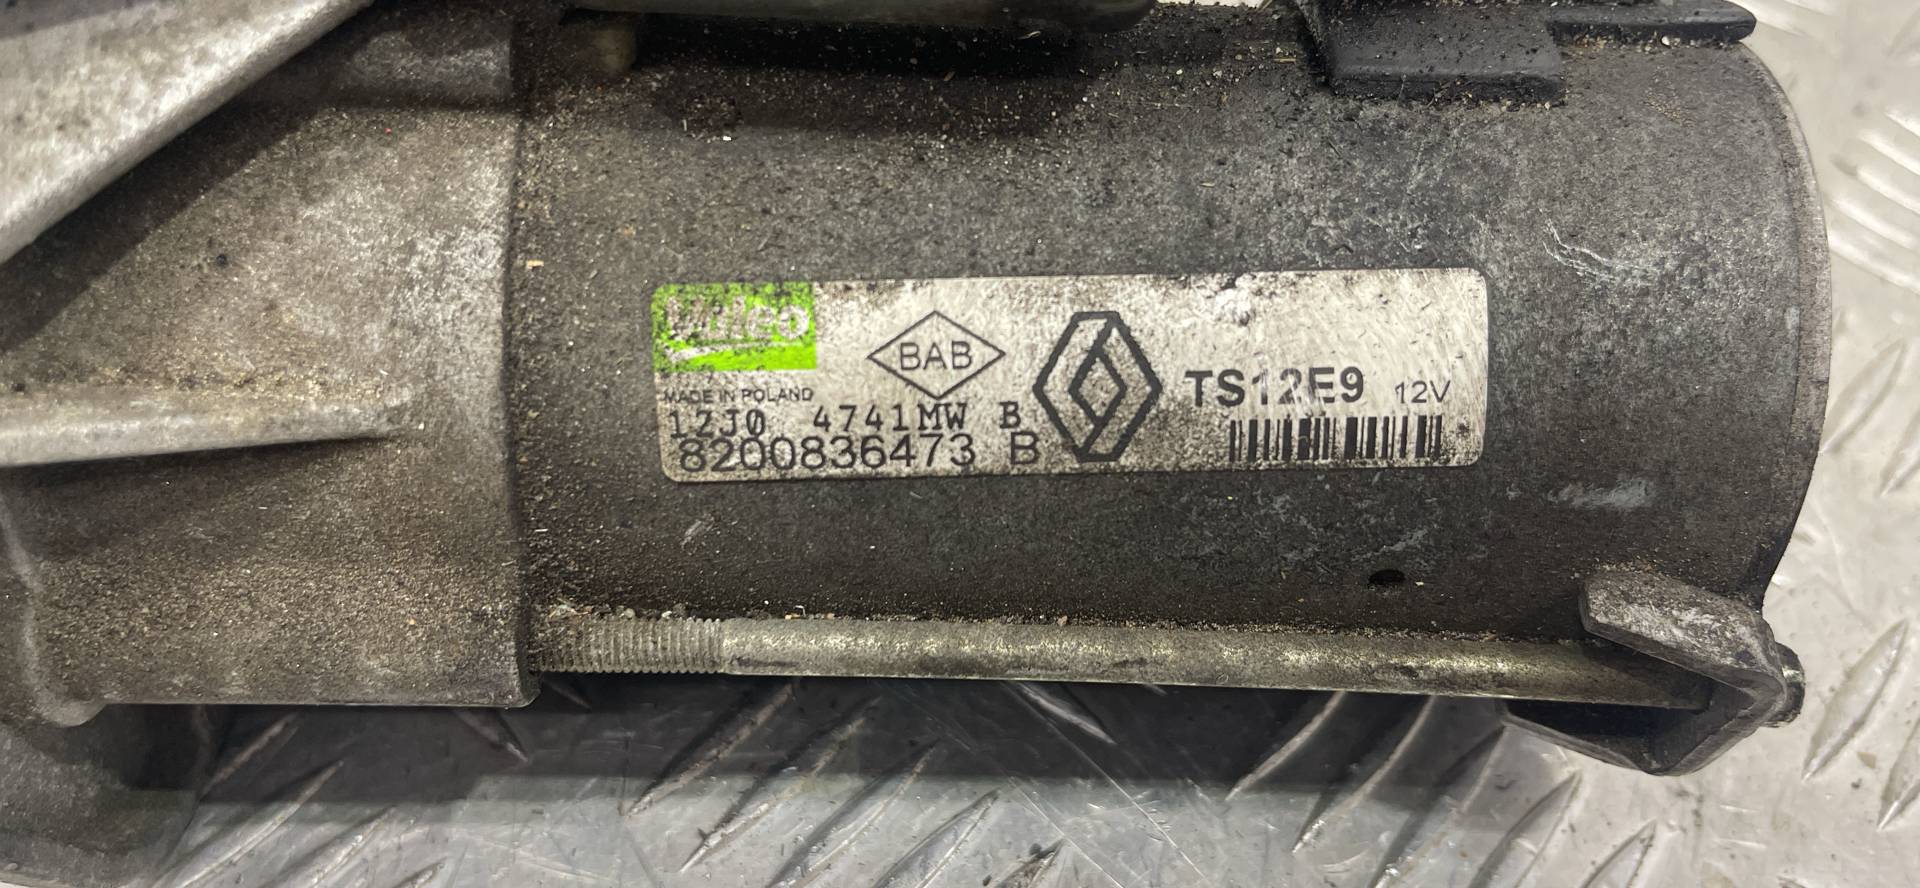 Valeo
BAB
TS12E9 12V
MADE IN POLAND
12J0 4741MW B
8200836473 B